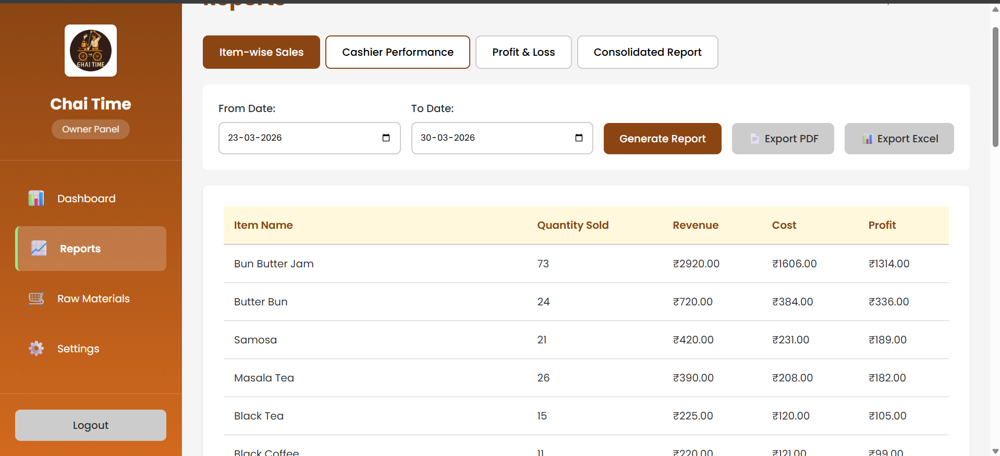 Reports
THE
CHAI TIME
Chai Time
Owner Panel
Dashboard
Reports
Raw Materials
Settings
Logout
Item-wise Sales Cashier Performance Profit & Loss Consolidated Report
From Date: To Date:
23-03-2026 30-03-2026 Generate Report Export PDF Export Excel
Item Name Quantity Sold Revenue Cost Profit
Bun Butter Jam 73 ₹2920.00 ₹1606.00 ₹1314.00
Butter Bun 24 ₹720.00 ₹384.00 ₹336.00
Samosa 21 ₹420.00 ₹231.00 ₹189.00
Masala Tea 26 ₹390.00 ₹208.00 ₹182.00
Black Tea 15 ₹225.00 ₹120.00 ₹105.00
Black Coffee 11 ₹220.00 ₹121.00 ₹99.00